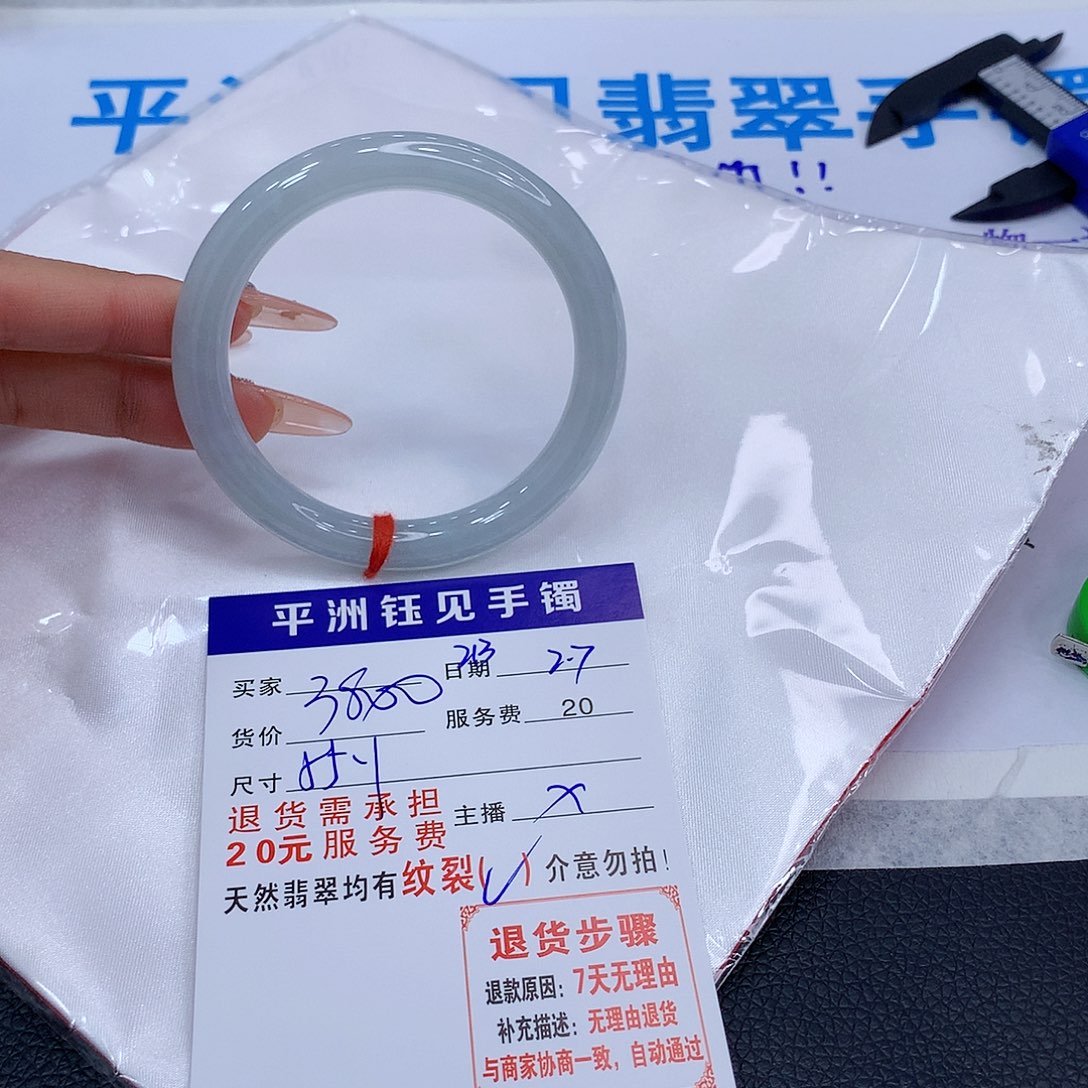 平 翡翠手
!!
平洲钰见手镯
买家 3800 日期 2.7
货价 服务费 20
尺寸
退货需承担 主播 X
20元服务费
天然翡翠均有纹裂(✓)介意勿拍!
退货步骤
退款原因: 7天无理由
补充描述: 无理由退货
与商家协商一致，自动通过